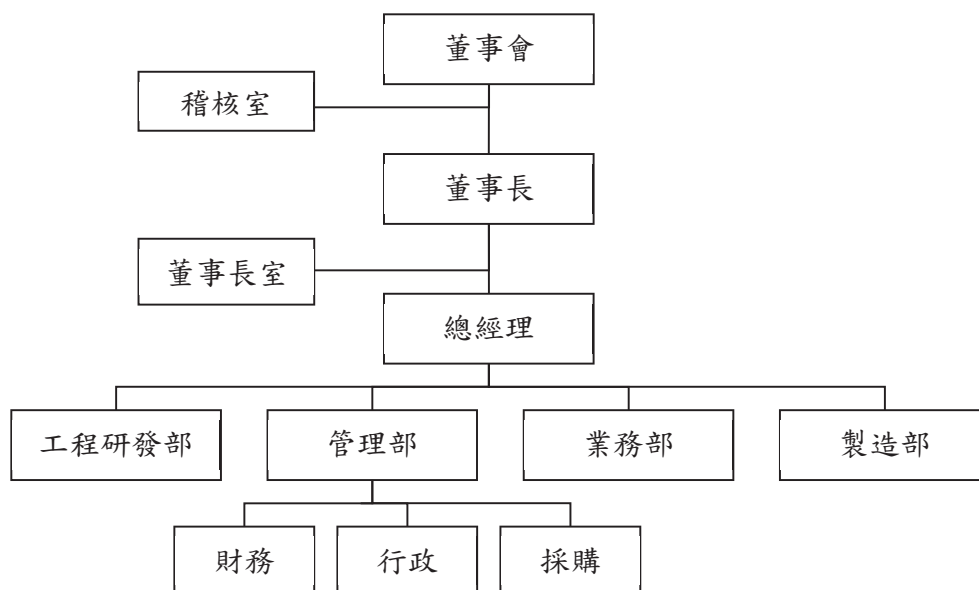 董事會
稽核室
董事長
董事長室
總經理
工程研發部
管理部
業務部
製造部
財務
行政
採購